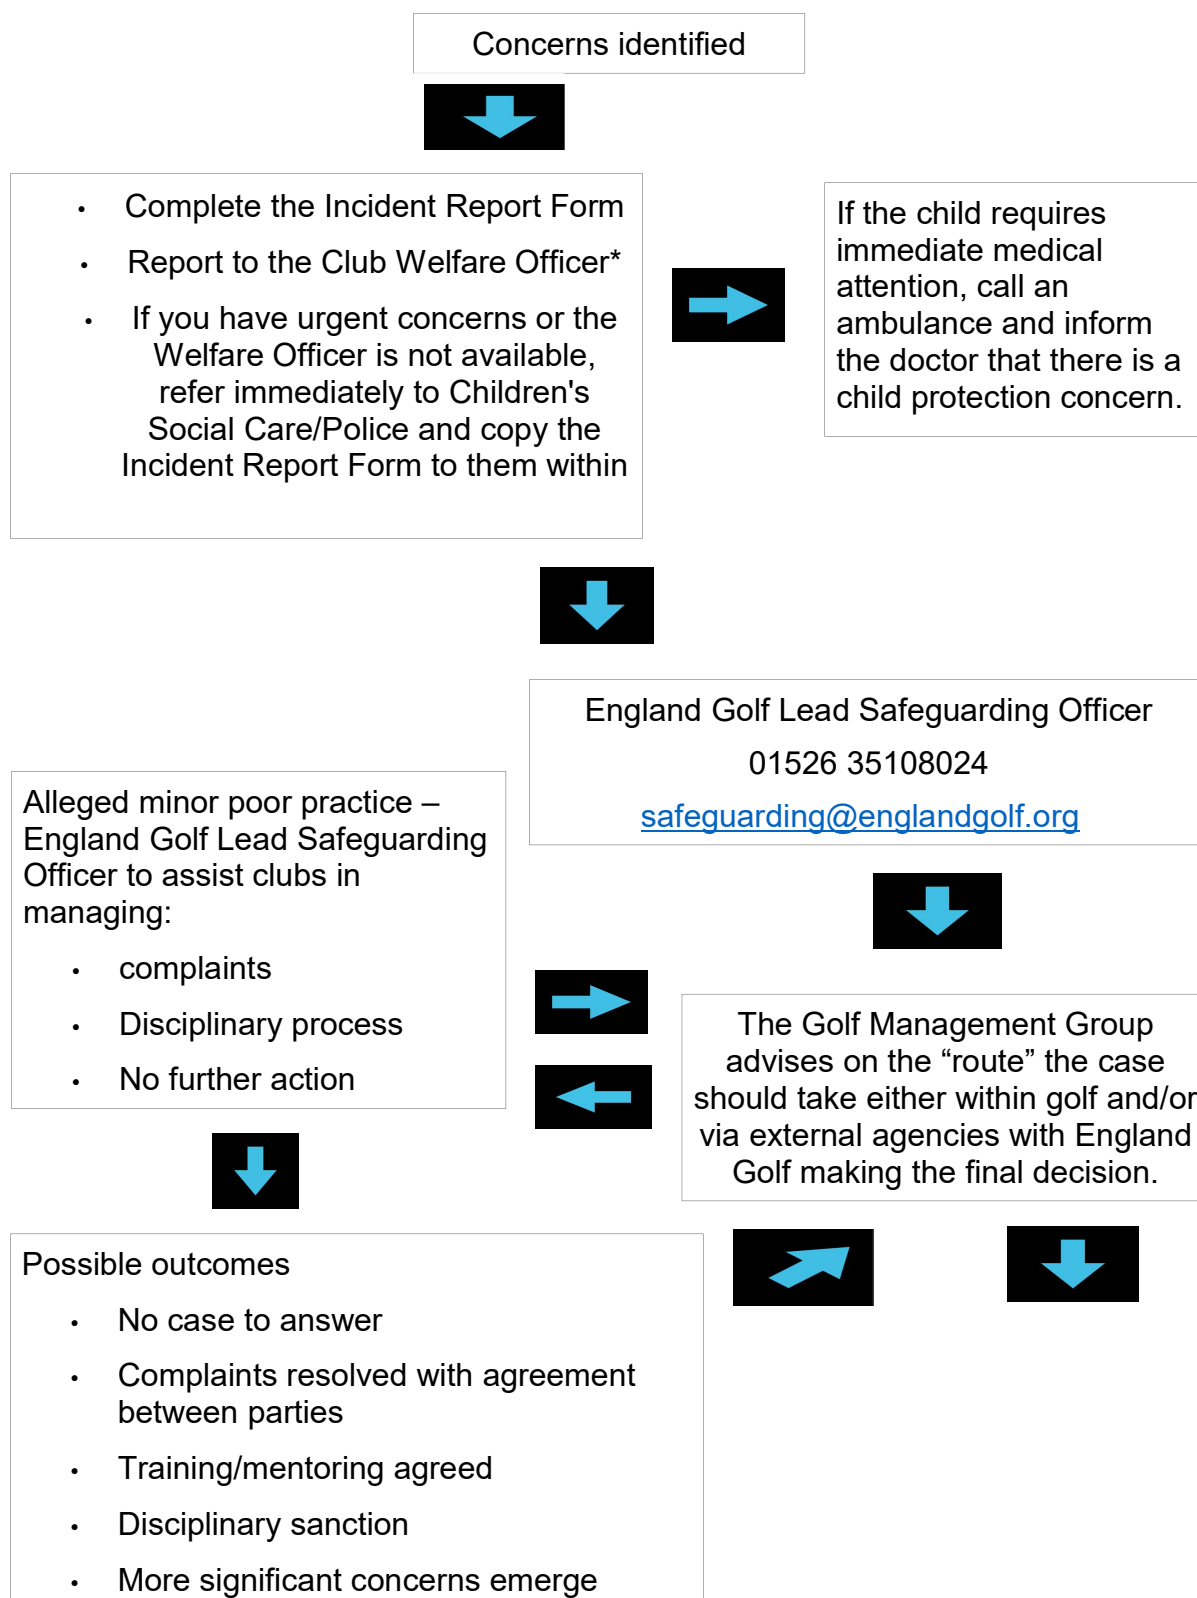 Concerns identified
• Complete the Incident Report Form
• Report to the Club Welfare Officer*
• If you have urgent concerns or the
Welfare Officer is not available,
refer immediately to Children's
Social Care/Police and copy the
Incident Report Form to them within
If the child requires
immediate medical
attention, call an
ambulance and inform
the doctor that there is a
child protection concern.
England Golf Lead Safeguarding Officer
01526 35108024
safeguarding@englandgolf.org
Alleged minor poor practice –
England Golf Lead Safeguarding
Officer to assist clubs in
managing:
• complaints
• Disciplinary process
• No further action
The Golf Management Group
advises on the “route” the case
should take either within golf and/or
via external agencies with England
Golf making the final decision.
Possible outcomes
• No case to answer
• Complaints resolved with agreement
between parties
• Training/mentoring agreed
• Disciplinary sanction
• More significant concerns emerge